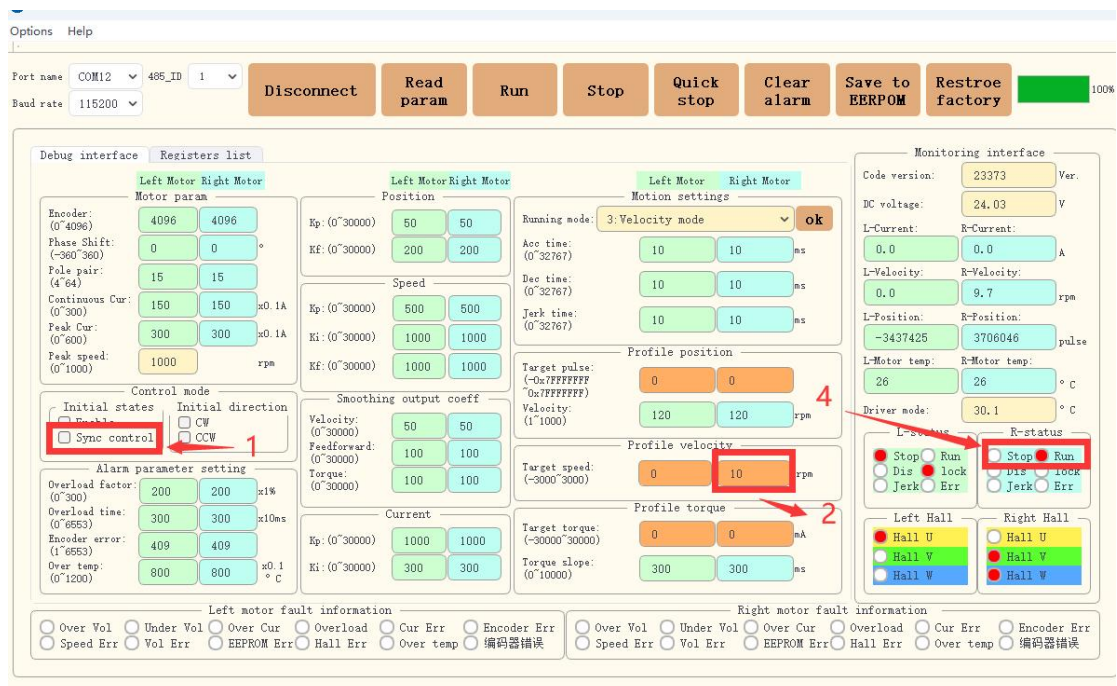 Options Help
Port name COM12 485_ID 1
Baud rate 115200
Disconnect Read param Run Stop Quick stop Clear alarm Save to EERPOM Restroe factory 100%
Debug interface Registers list
Left Motor Right Motor
Motor param
Encoder: (0~4096) 4096 4096
Phase Shift: (-360~360) 0 0 °
Pole pair: (4~64) 15 15
Continuous Cur: (0~300) 150 150 x0.1A
Peak Cur: (0~600) 300 300 x0.1A
Peak speed: (0~1000) 1000 rpm
Control mode
Initial states Initial direction
Enable CW
Sync control CCW
1
Alarm parameter setting
Overload factor: (0~300) 200 200 x1%
Overload time: (0~6553) 300 300 x10ms
Encoder error: (1~6553) 409 409
Over temp: (0~1200) 800 800 x0.1 °C
Left Motor Right Motor
Position
Kp:(0~30000) 50 50
Kf:(0~30000) 200 200
Speed
Kp:(0~30000) 500 500
Ki:(0~30000) 1000 1000
Kf:(0~30000) 1000 1000
Smoothing output coeff
Velocity: (0~30000) 50 50
Feedforward: (0~30000) 100 100
Torque: (0~30000) 100 100
Current
Kp:(0~30000) 1000 1000
Ki:(0~30000) 300 300
Left Motor Right Motor
Motion settings
Running mode: 3:Velocity mode ok
Acc time: (0~32767) 10 10 ms
Dec time: (0~32767) 10 10 ms
Jerk time: (0~32767) 10 10 ms
Profile position
Target pulse: (-0x7FFFFFFF ~0x7FFFFFFF) 0 0
Velocity: (1~1000) 120 120 rpm
Profile velocity
Target speed: (-3000~3000) 0 10 rpm
2
Profile torque
Target torque: (-30000~30000) 0 0 mA
Torque slope: (0~10000) 300 300 ms
Monitoring interface
Code version: 23373 Ver.
DC voltage: 24.03 V
L-Current: R-Current:
0.0 0.0 A
L-Velocity: R-Velocity:
0.0 9.7 rpm
L-Position: R-Position:
-3437425 3706046 pulse
L-Motor temp: R-Motor temp:
26 26 °C
Driver mode: 30.1 °C
4
L-status R-status
Stop Run Stop Run
Dis lock Dis lock
Jerk Err Jerk Err
Left Hall Right Hall
Hall U Hall U
Hall V Hall V
Hall W Hall W
Left motor fault information
Over Vol Under Vol Over Cur Overload Cur Err Encoder Err
Speed Err Vol Err EEPROM Err Hall Err Over temp 编码器错误
Right motor fault information
Over Vol Under Vol Over Cur Overload Cur Err Encoder Err
Speed Err Vol Err EEPROM Err Hall Err Over temp 编码器错误